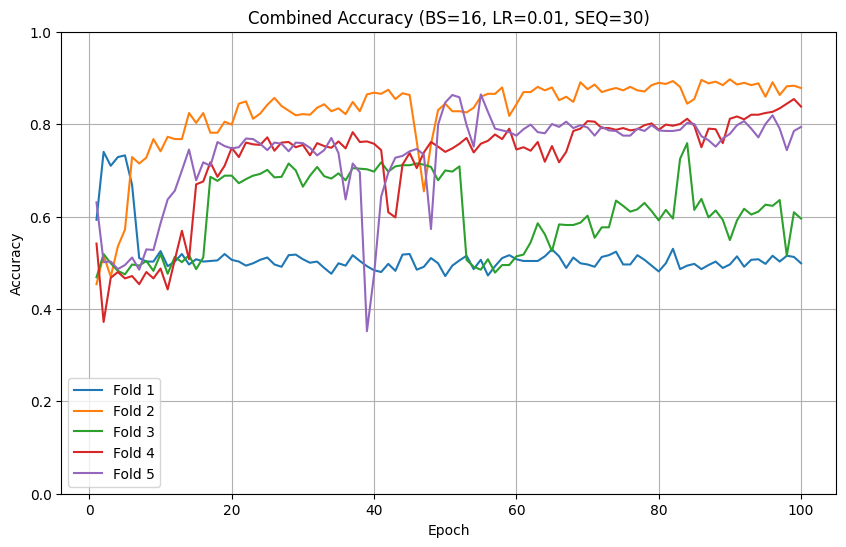 Combined Accuracy (BS=16, LR=0.01, SEQ=30)
1.0
0.8
0.6
0.4
0.2
0.0
Accuracy
Fold 1
Fold 2
Fold 3
Fold 4
Fold 5
0 20 40 60 80 100
Epoch